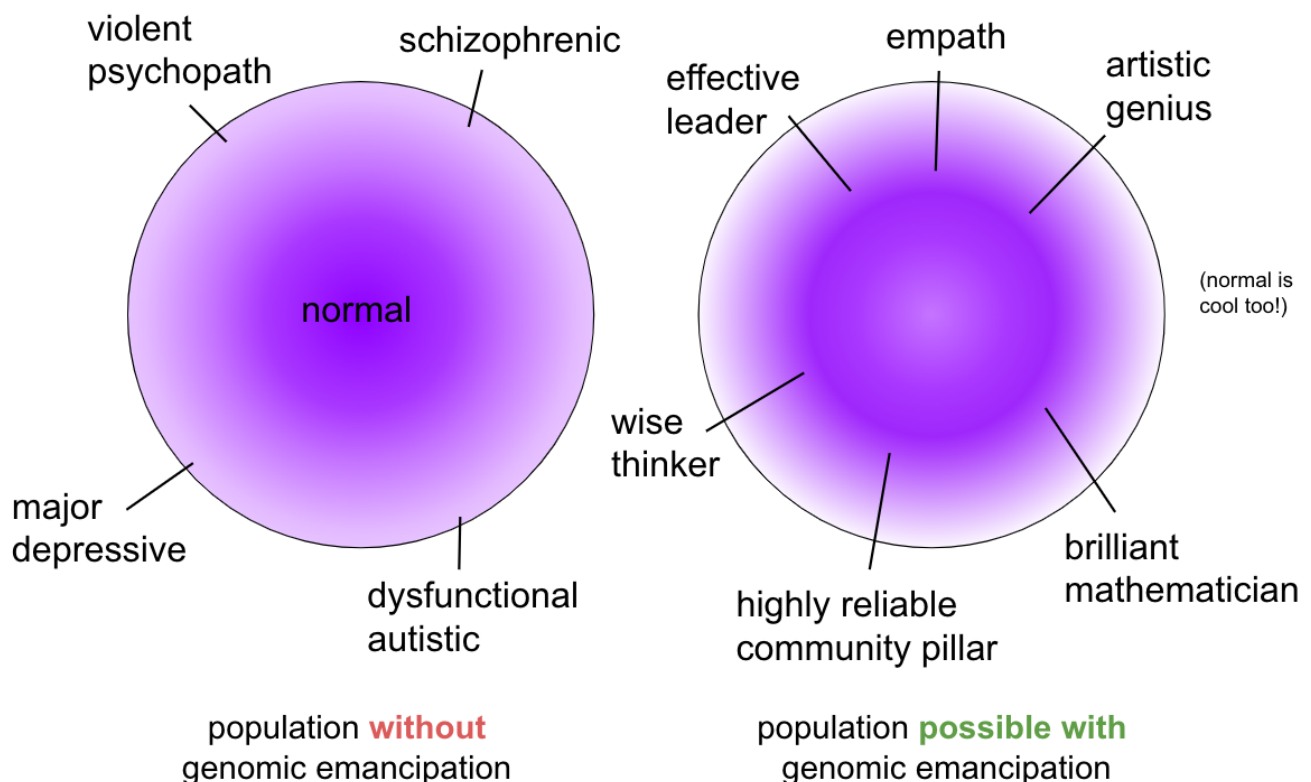 violent
psychopath
schizophrenic
normal
major
depressive
dysfunctional
autistic
population without
genomic emancipation
empath
effective
leader
artistic
genius
(normal is
cool too!)
wise
thinker
highly reliable
community pillar
brilliant
mathematician
population possible with
genomic emancipation